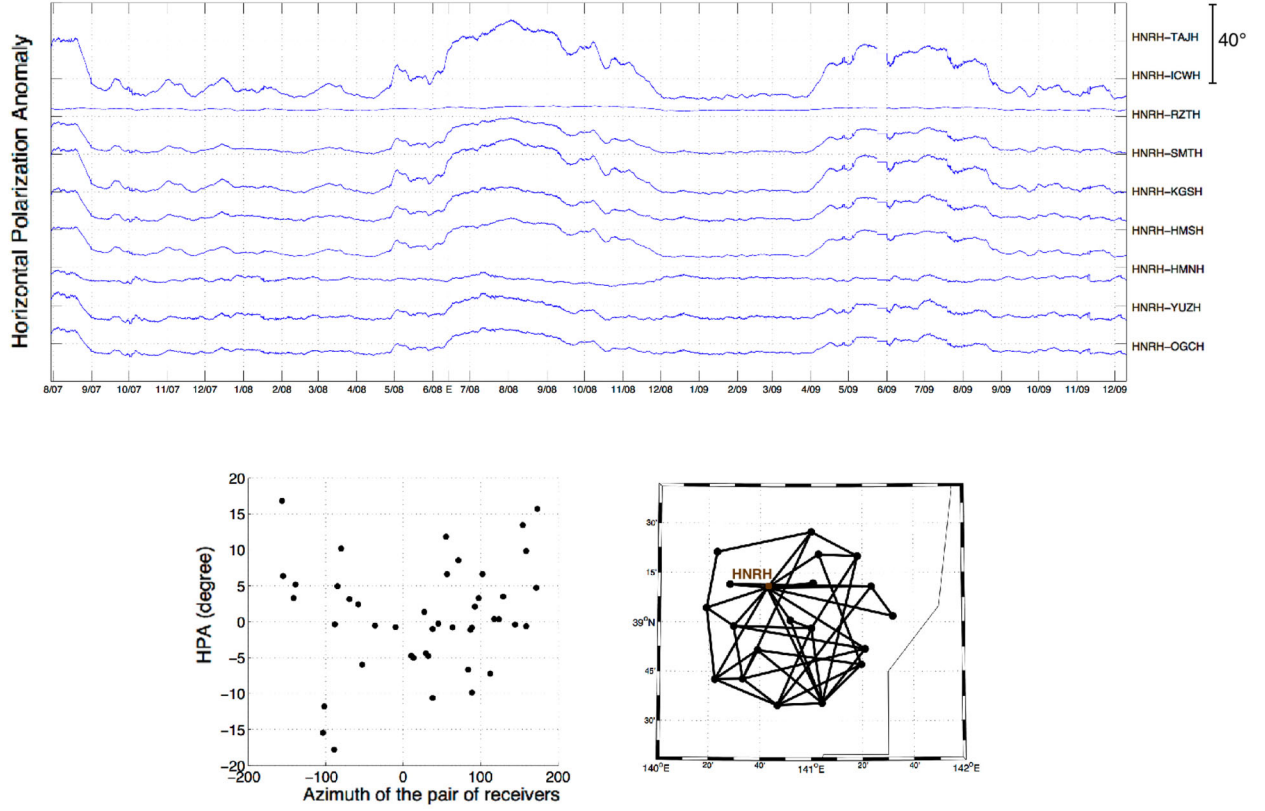 Horizontal Polarization Anomaly
HNRH-TAJH
HNRH-ICWH
HNRH-RZTH
HNRH-SMTH
HNRH-KGSH
HNRH-HMSH
HNRH-HMNH
HNRH-YUZH
HNRH-OGCH
40°
8/07 9/07 10/07 11/07 12/07 1/08 2/08 3/08 4/08 5/08 6/08 E 7/08 8/08 9/08 10/08 11/08 12/08 1/09 2/09 3/09 4/09 5/09 6/09 7/09 8/09 9/09 10/09 11/09 12/09
HPA (degree)
20
15
10
5
0
−5
−10
−15
−20
−200 −100 0 100 200
Azimuth of the pair of receivers
HNRH
30'
15'
39°N
45'
30'
140°E 20' 40' 141°E 20' 40' 142°E